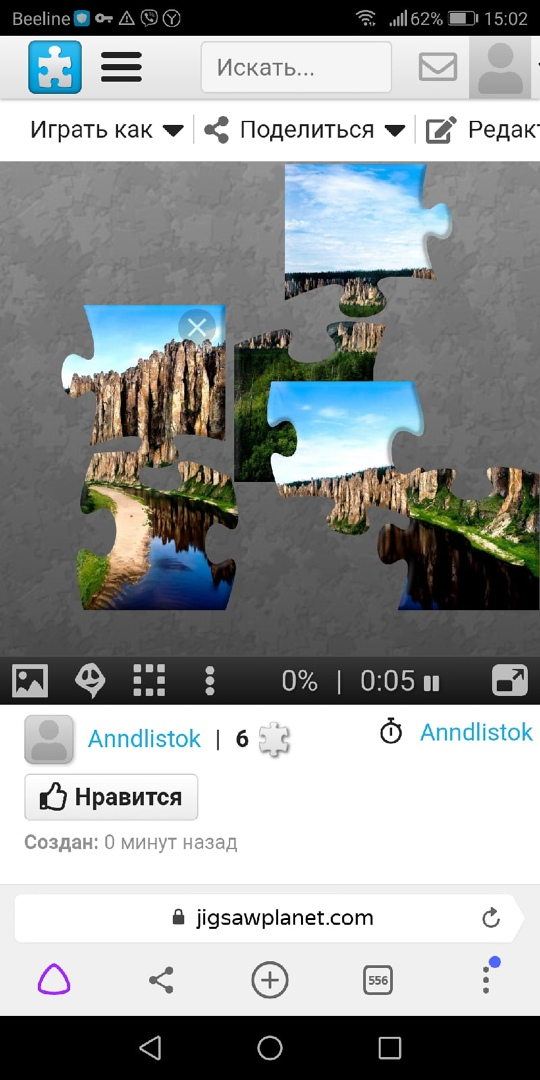 Beeline 62% 15:02
Искать...
Играть как Поделиться Редакт
0% | 0:05
Anndlistok | 6 Anndlistok
Нравится
Создан: 0 минут назад
jigsawplanet.com
556